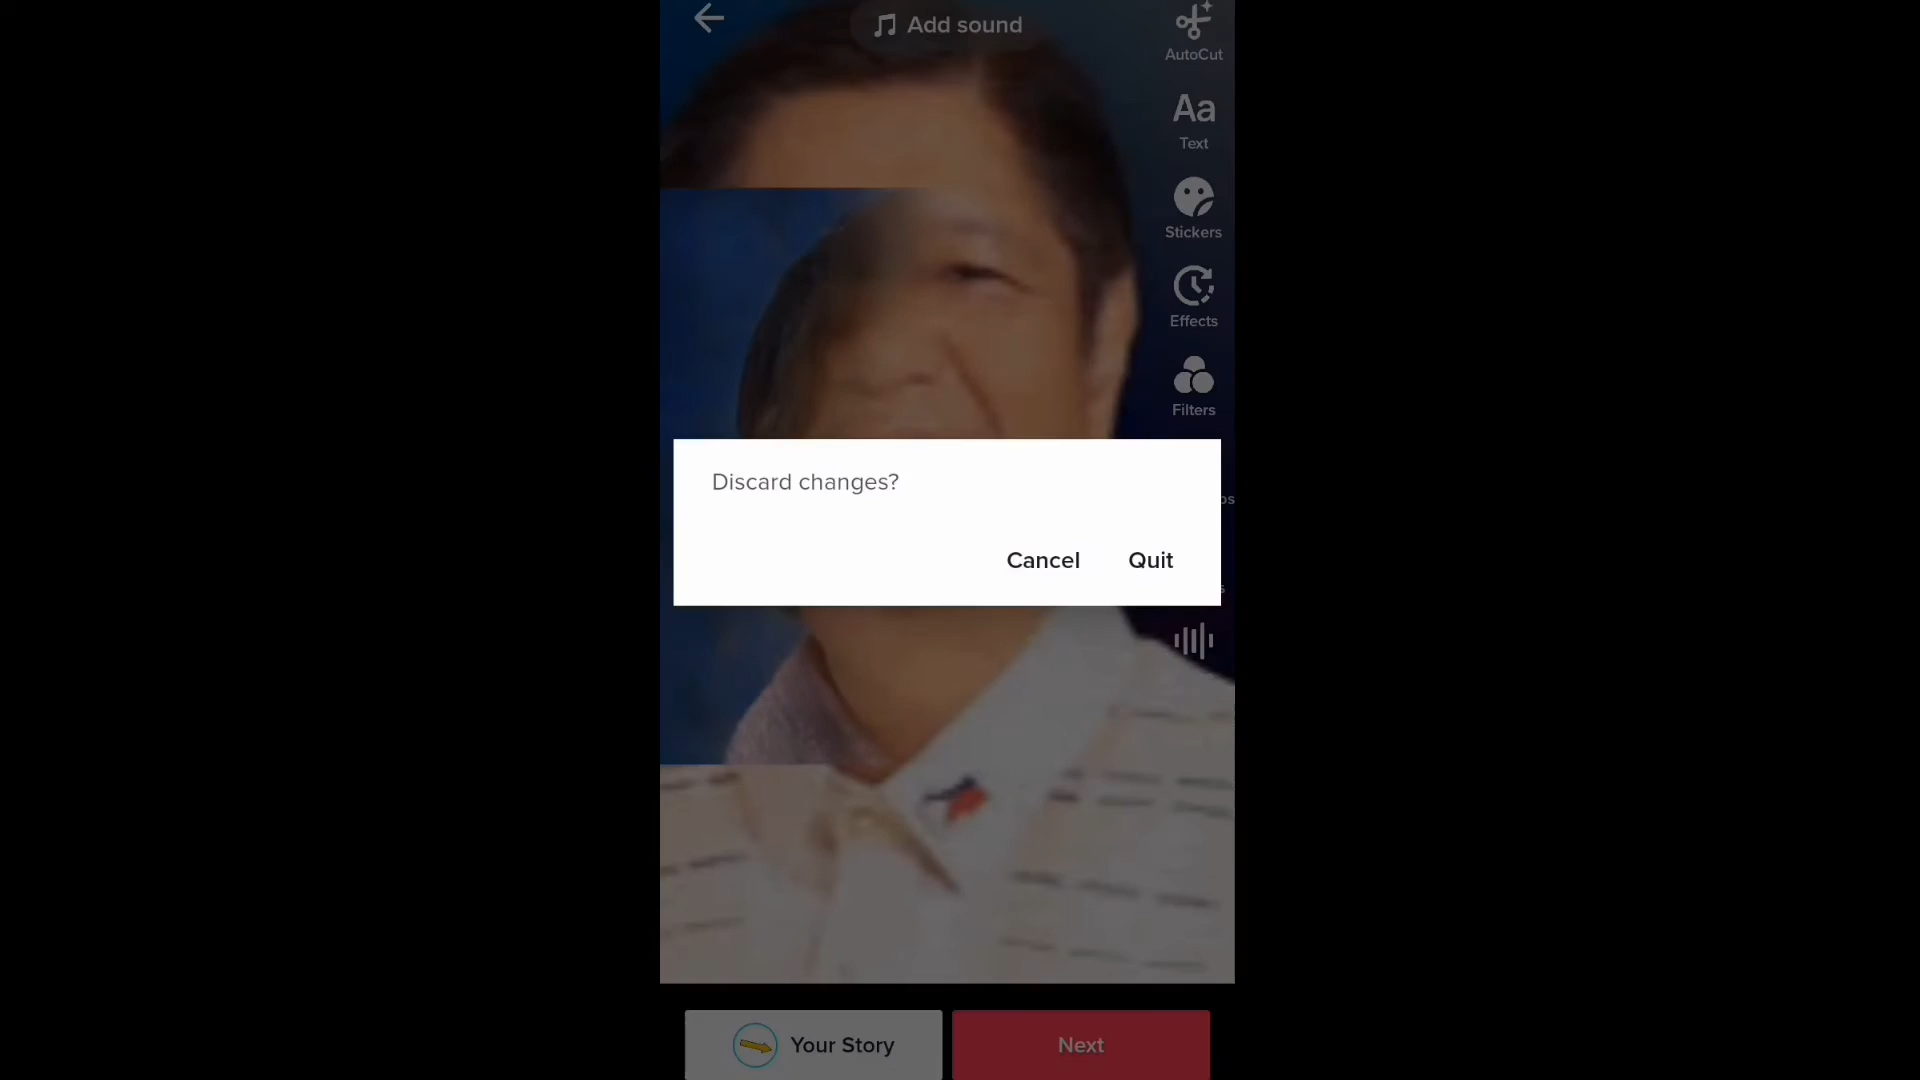 Add sound
AutoCut
Aa
Text
Stickers
Effects
Filters
Discard changes?
Cancel
Quit
Your Story
Next